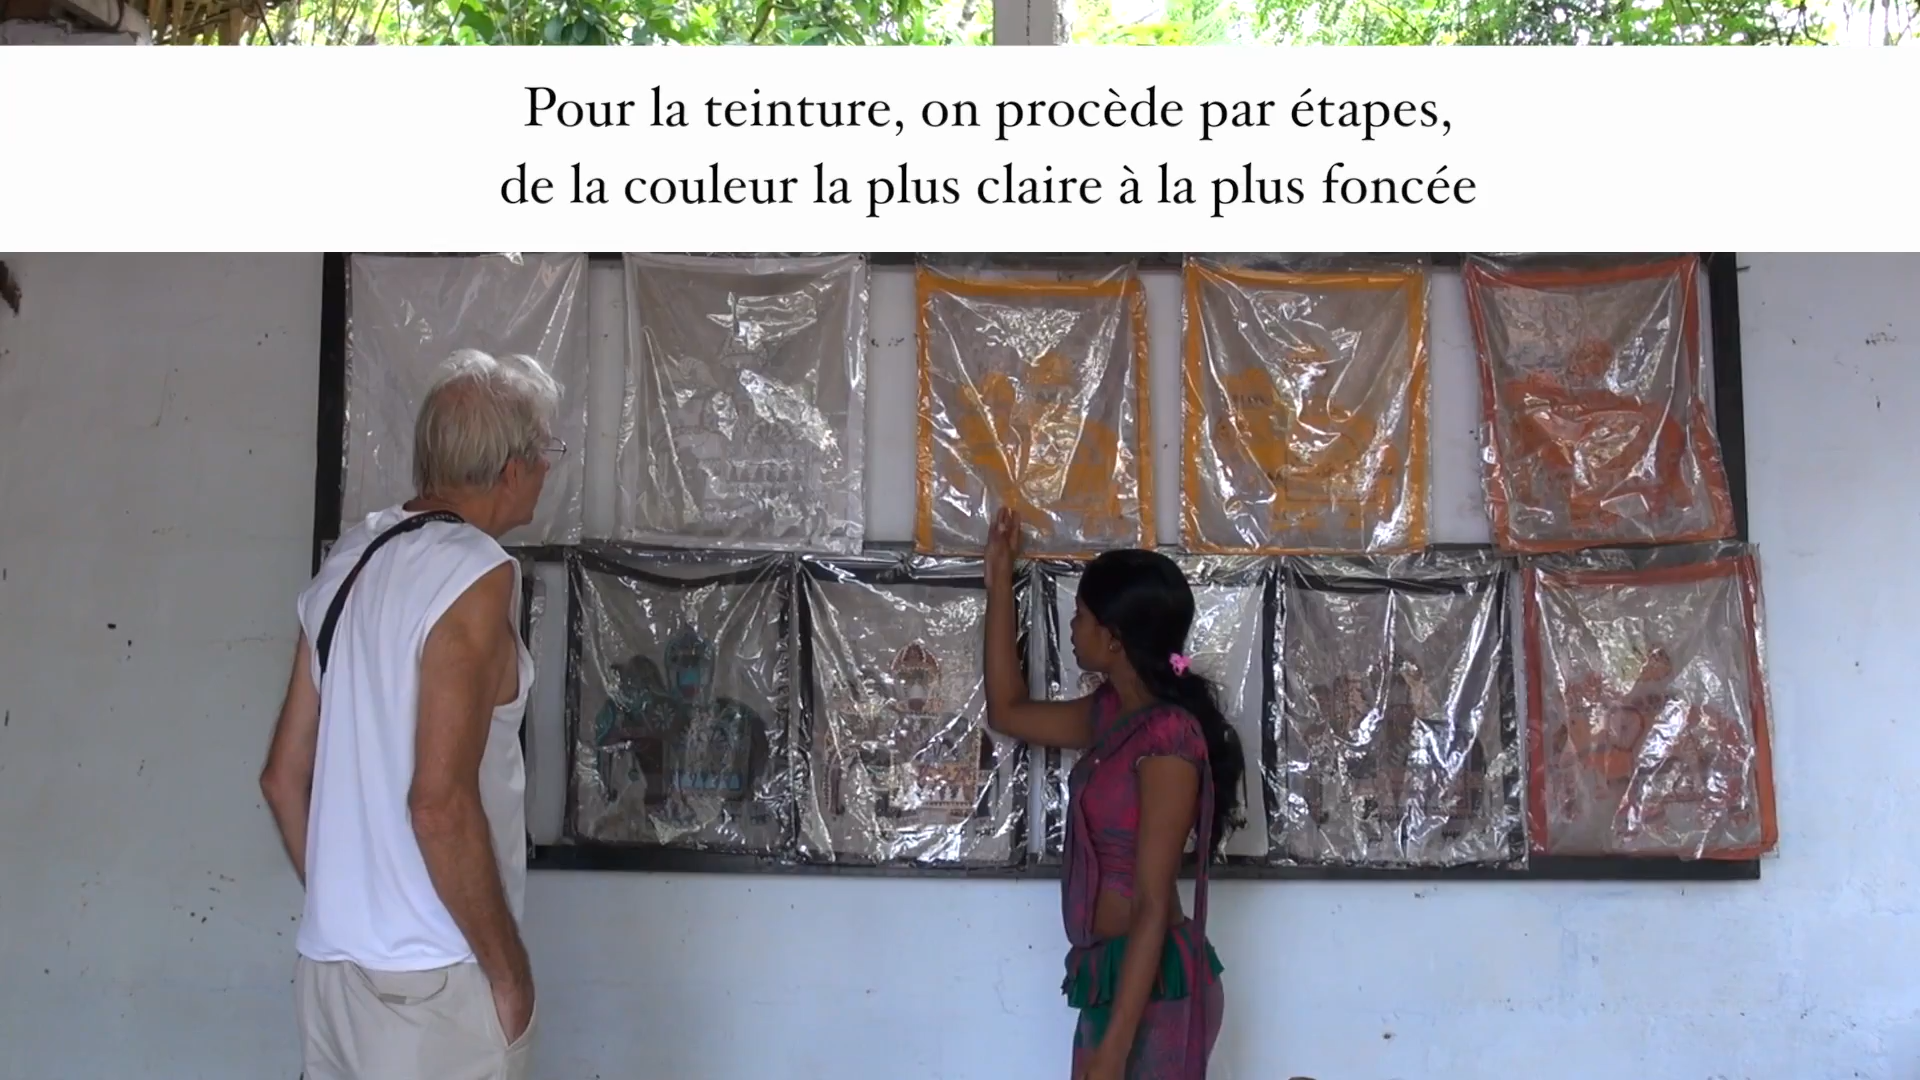 Pour la teinture, on procède par étapes,
de la couleur la plus claire à la plus foncée